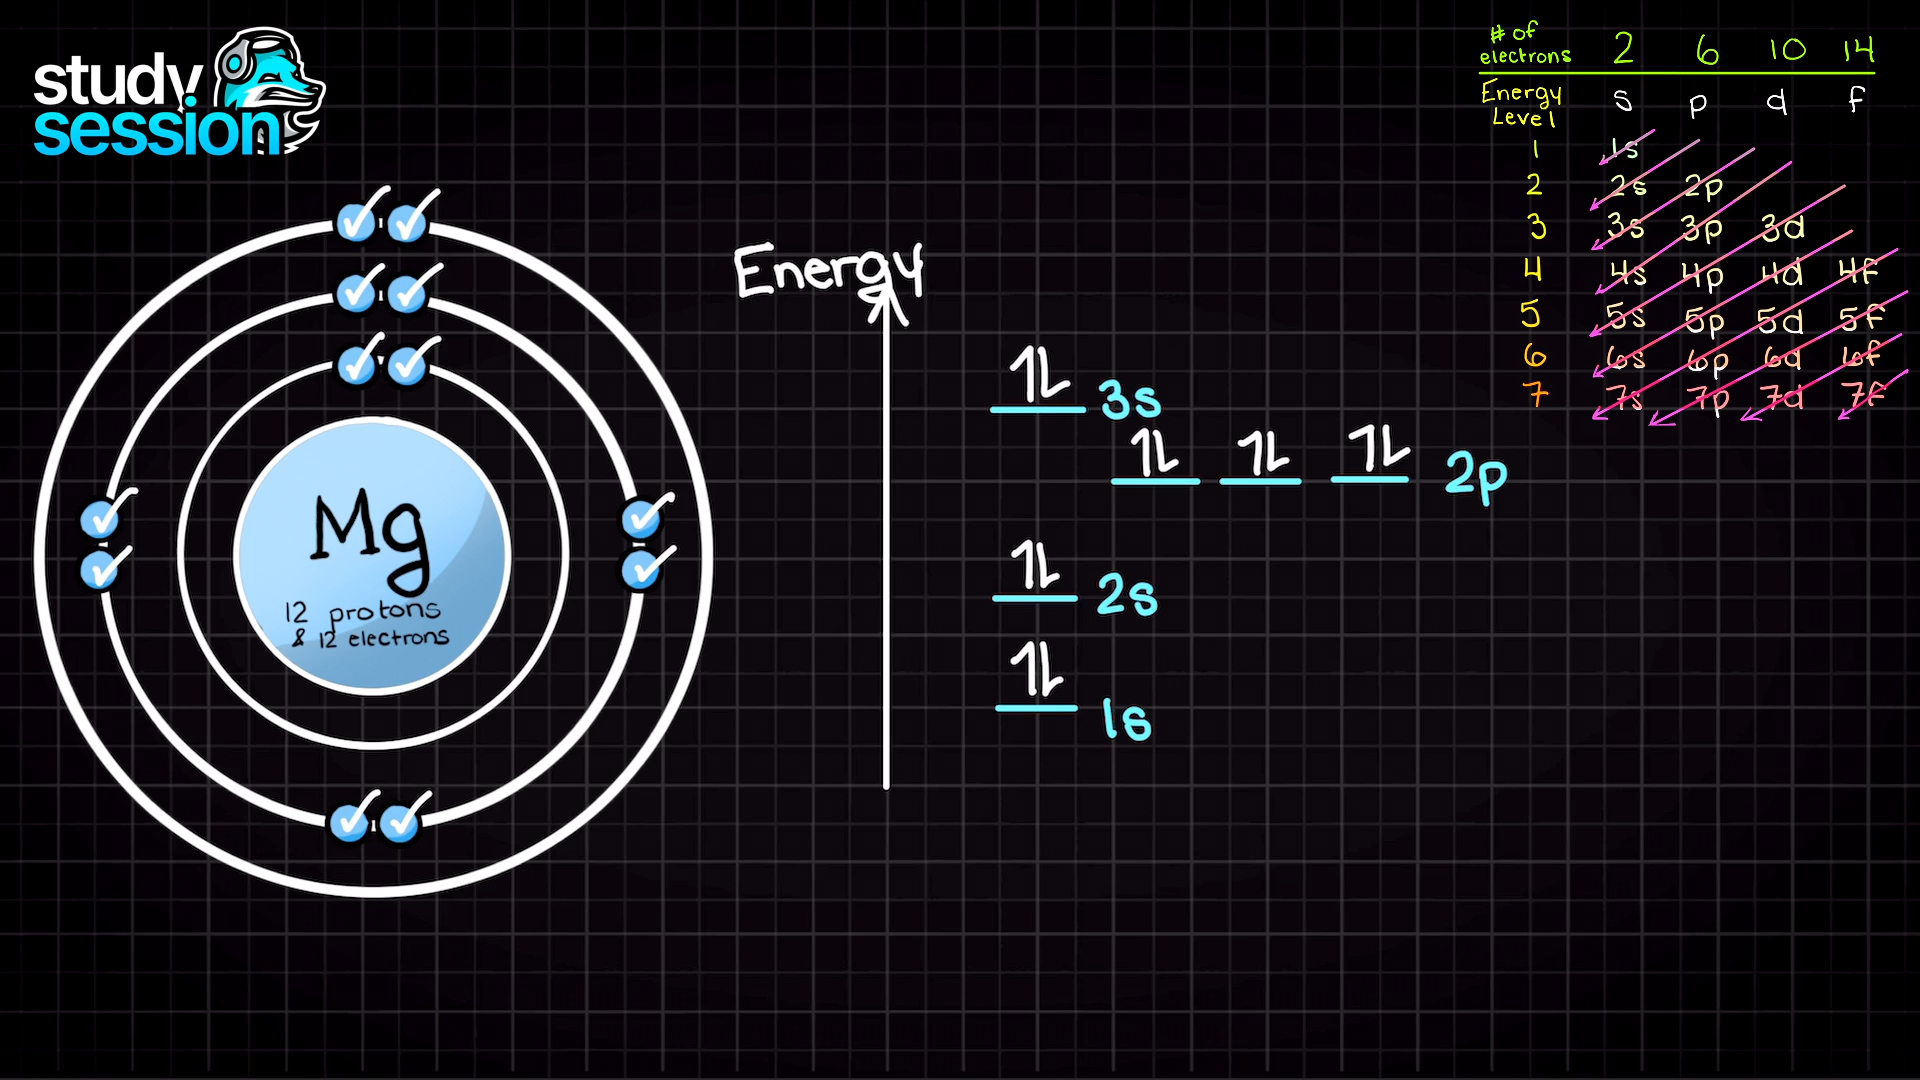 study
session
# of
electrons 2 6 10 14
Energy
Level s p d f
1 1s
2 2s 2p
3 3s 3p 3d
4 4s 4p 4d 4f
5 5s 5p 5d 5f
6 6s 6p 6d 6f
7 7s 7p 7d 7f
Mg
12 protons
& 12 electrons
Energy
3s
2p
2s
1s